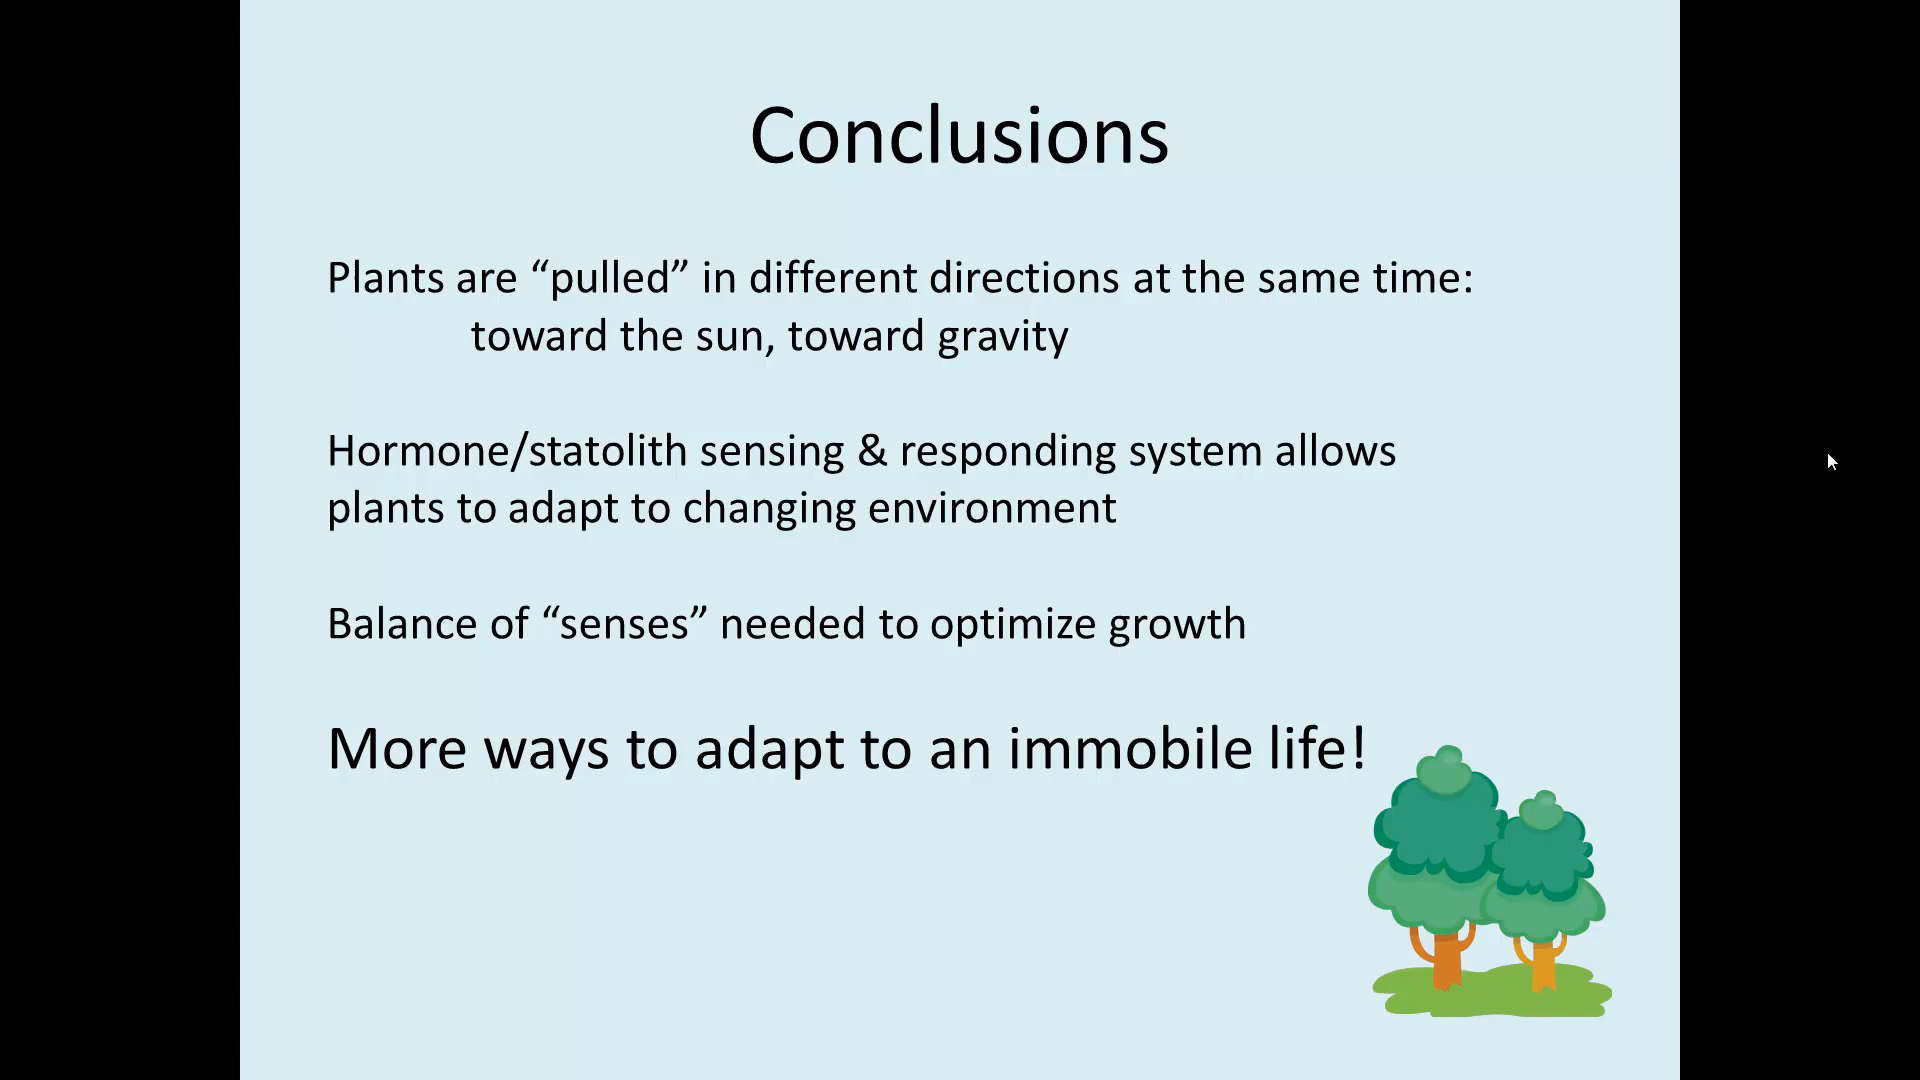 Conclusions
Plants are “pulled” in different directions at the same time:
toward the sun, toward gravity
Hormone/statolith sensing & responding system allows
plants to adapt to changing environment
Balance of “senses” needed to optimize growth
More ways to adapt to an immobile life!